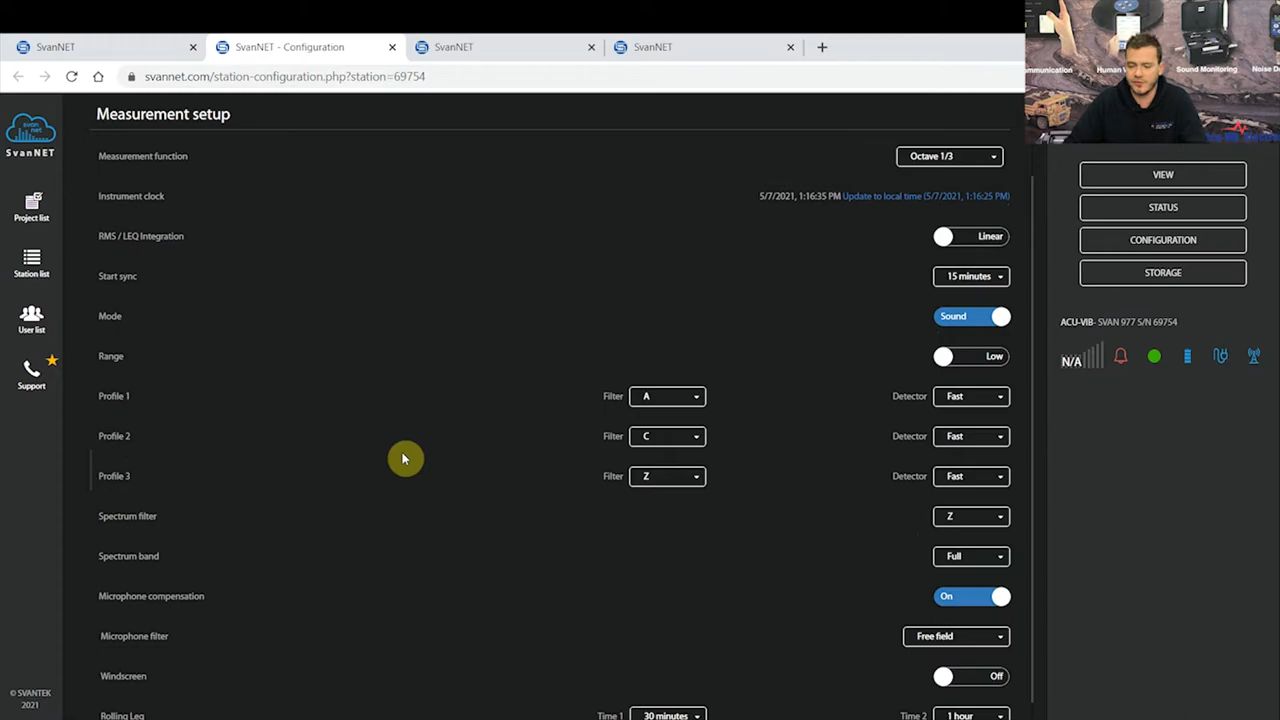 SvanNET
SvanNET - Configuration
SvanNET
SvanNET
svannet.com/station-configuration.php?station=69754
svan
net
SvanNET
Project list
Station list
User list
Support
© SVANTEK
2021
Measurement setup
Measurement function
Octave 1/3
Instrument clock
5/7/2021, 1:16:35 PM Update to local time (5/7/2021, 1:16:25 PM)
RMS / LEQ Integration
Linear
Start sync
15 minutes
Mode
Sound
Range
Low
Profile 1
Filter
A
Detector
Fast
Profile 2
Filter
C
Detector
Fast
Profile 3
Filter
Z
Detector
Fast
Spectrum filter
Z
Spectrum band
Full
Microphone compensation
On
Microphone filter
Free field
Windscreen
Off
Rolling Leq
Time 1
30 minutes
Time 2
1 hour
Sound Monitoring
VIEW
STATUS
CONFIGURATION
STORAGE
ACU-VIB- SVAN 977 S/N 69754
N/A